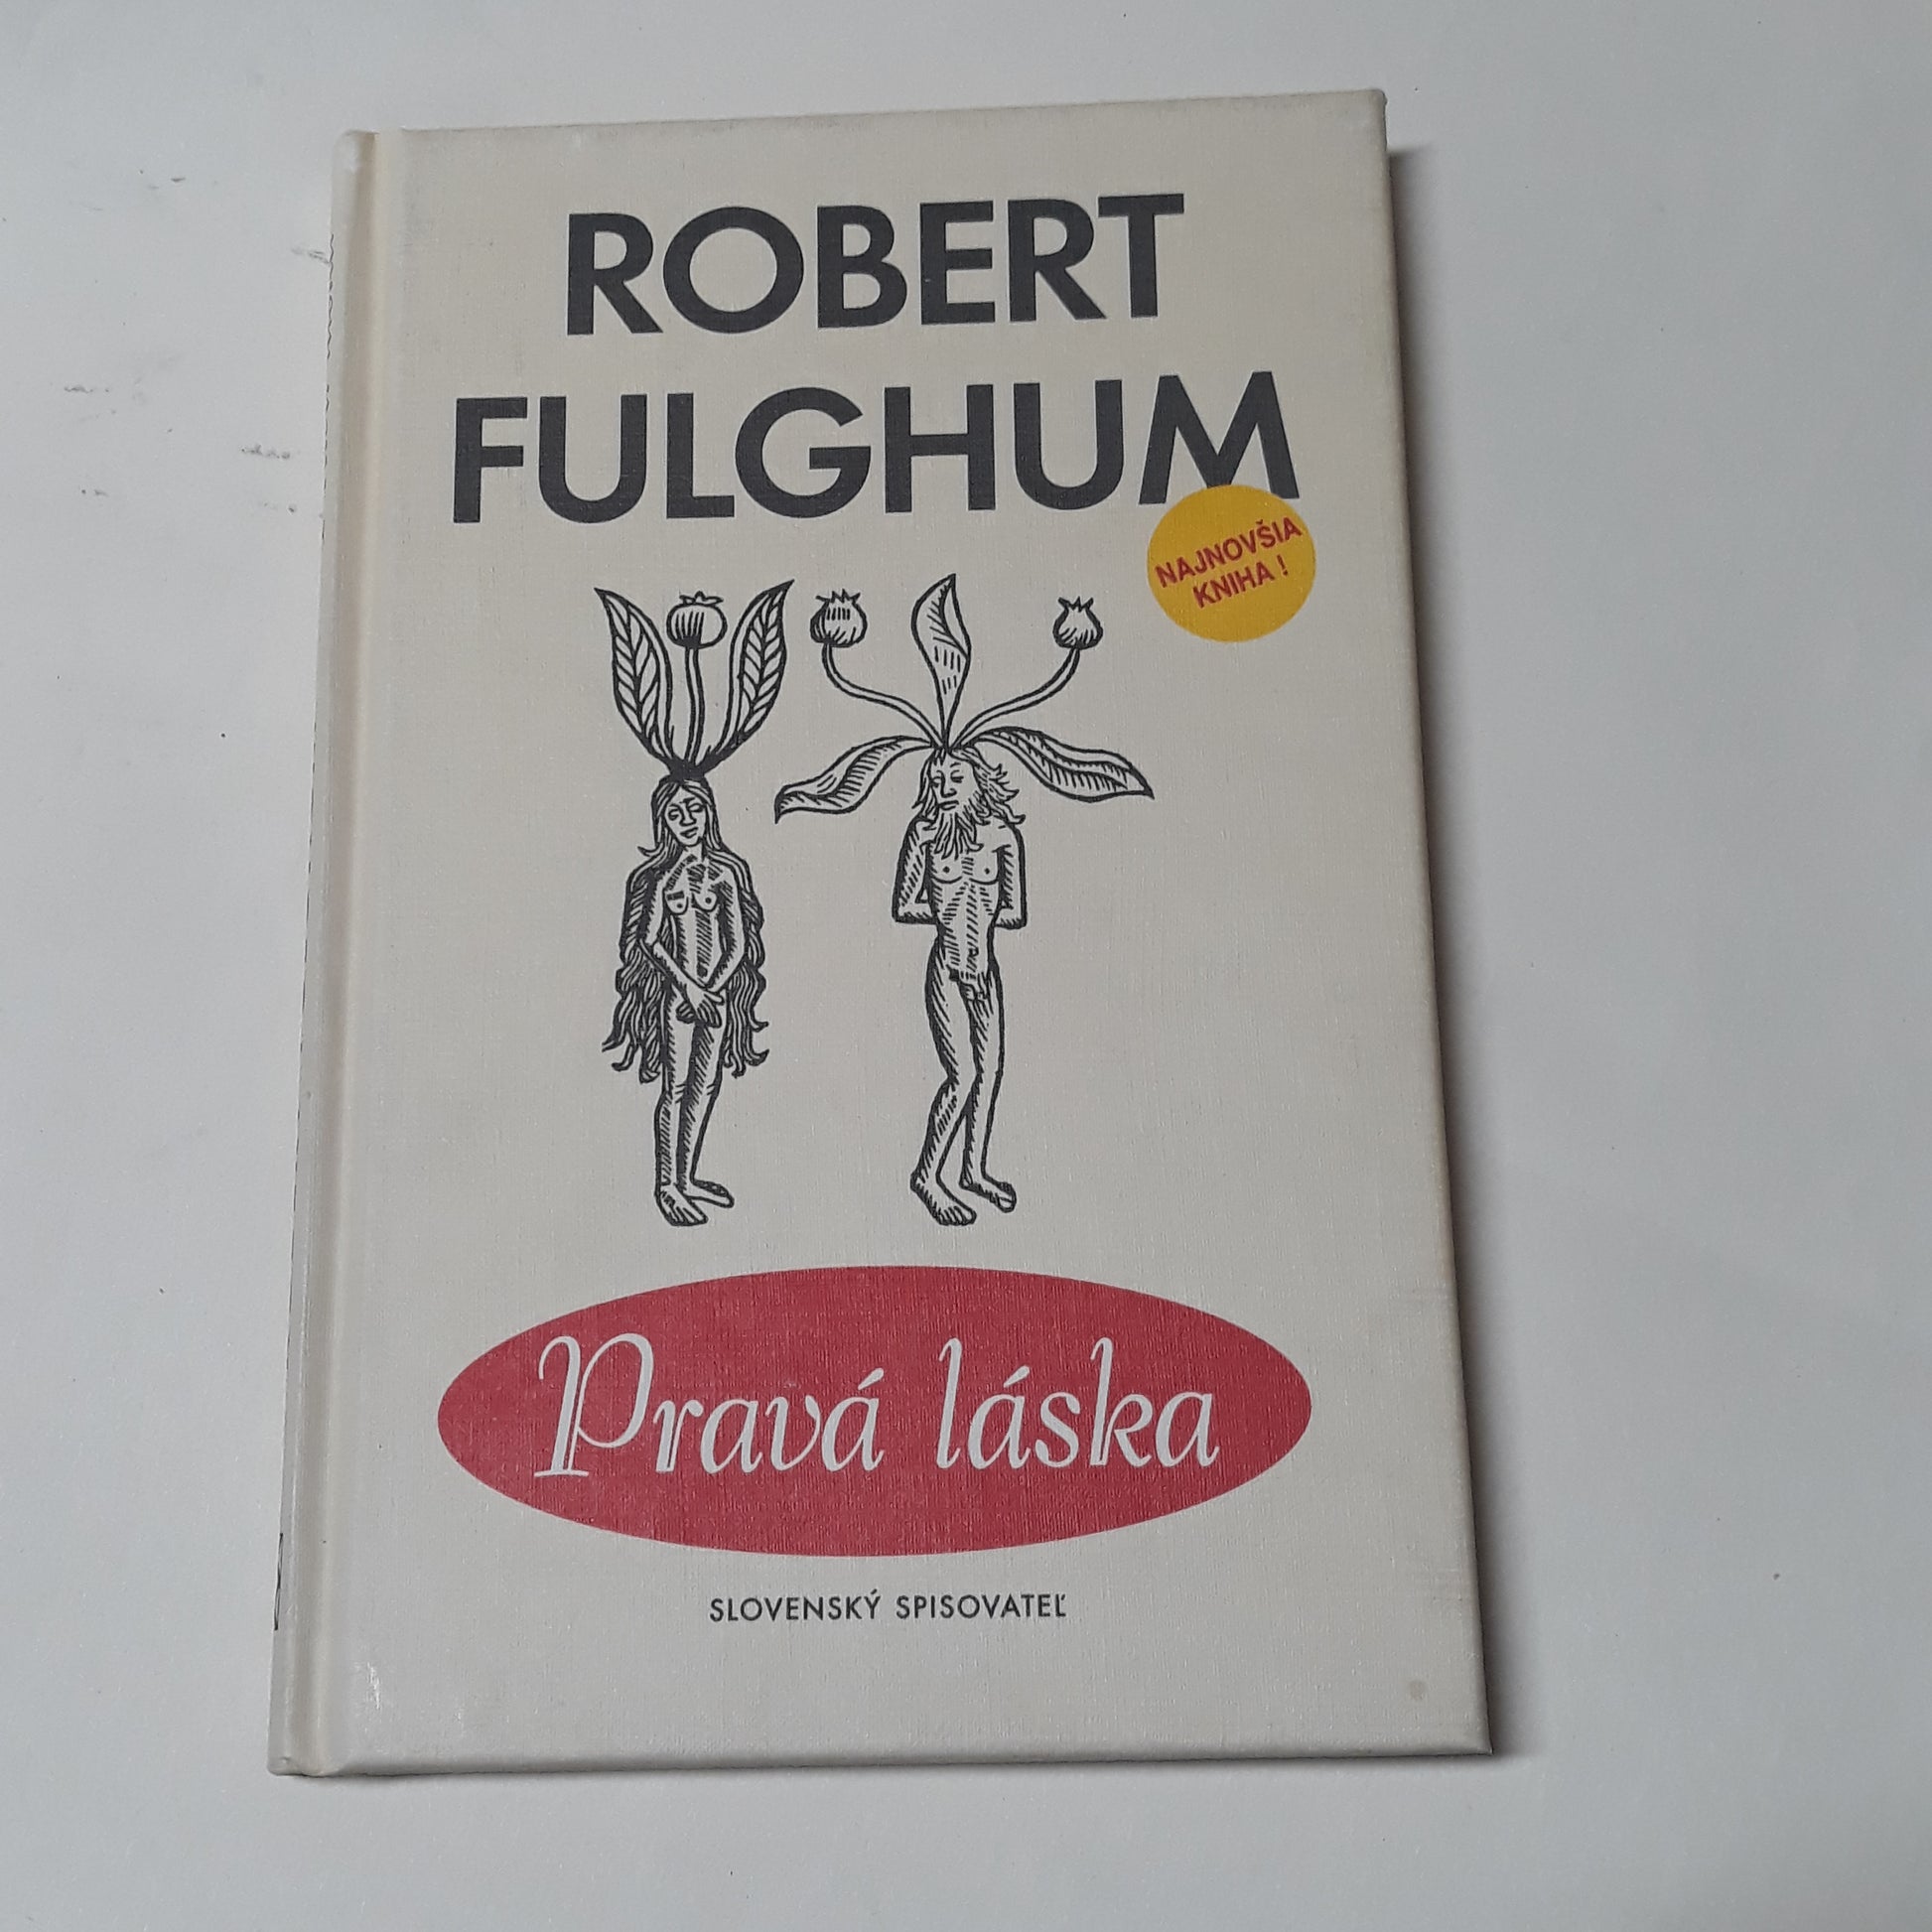 ROBERT
FULGHUM
NAJNOVŠIA
KNIHA !
Pravá láska
SLOVENSKÝ SPISOVATEĽ